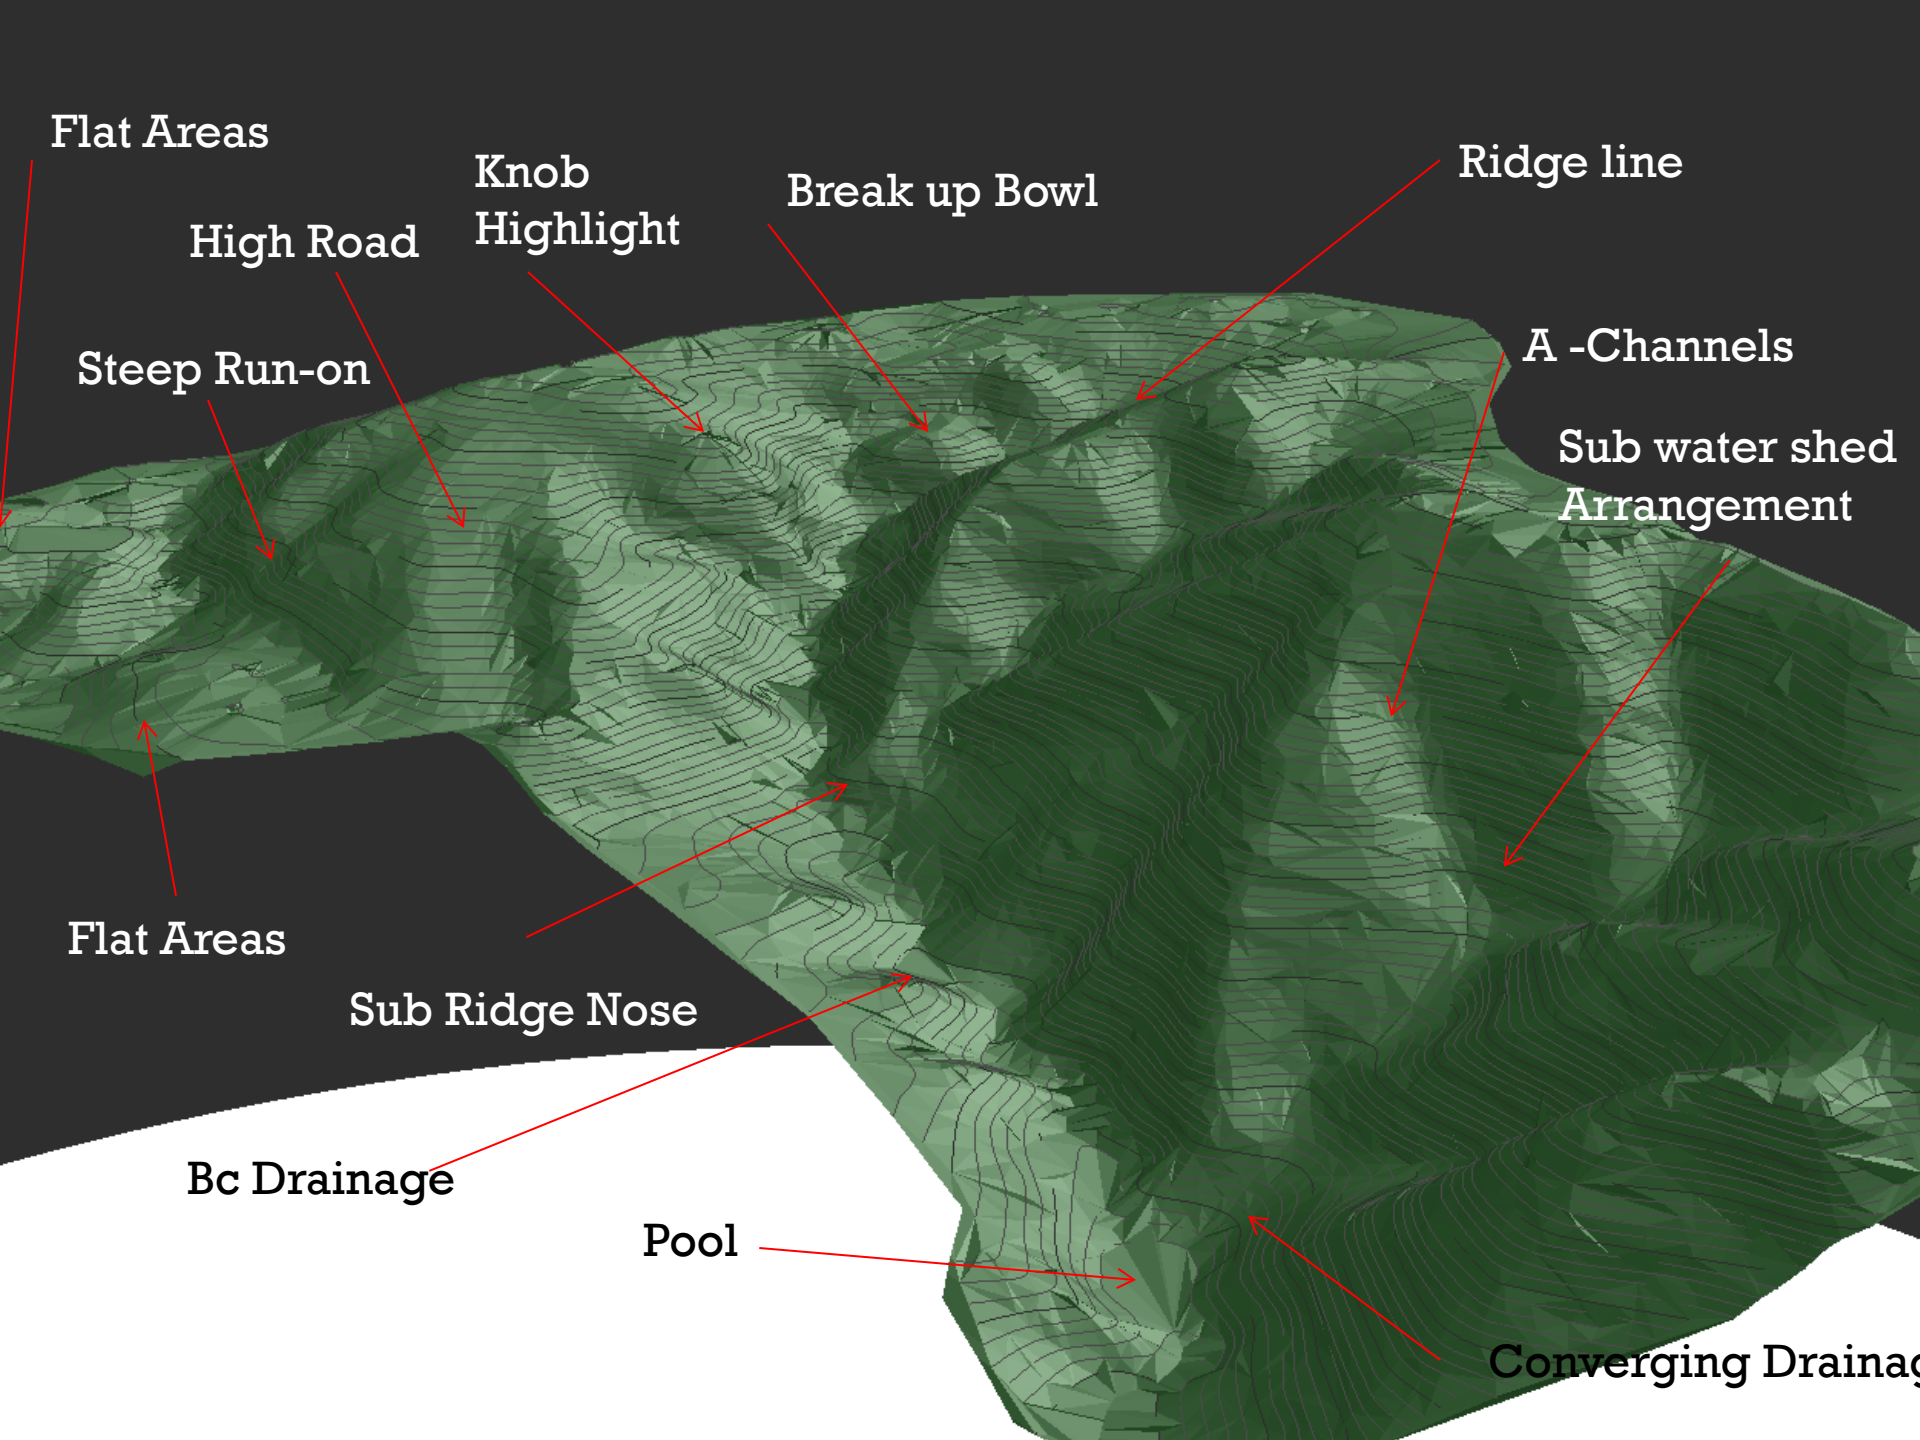 Flat Areas
Knob
Highlight
Break up Bowl
Ridge line
High Road
Steep Run-on
A -Channels
Sub water shed
Arrangement
Flat Areas
Sub Ridge Nose
Bc Drainage
Pool
Converging Drainag